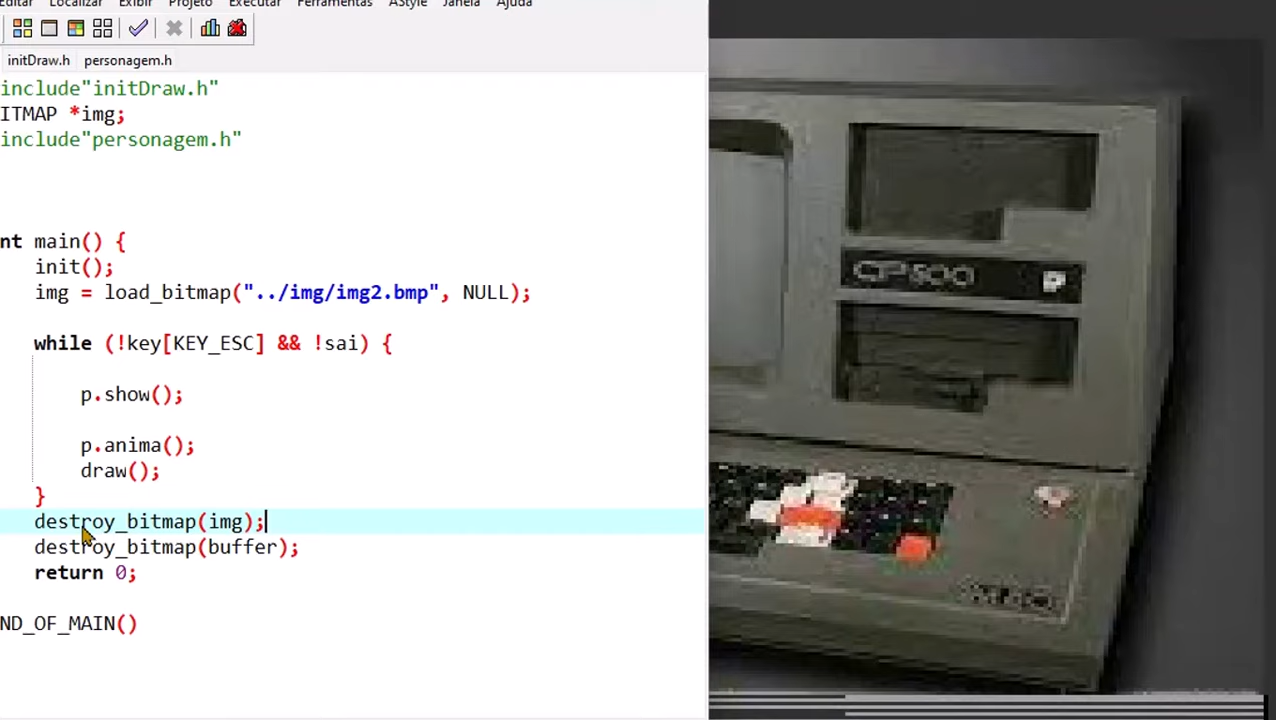 Editar Localizar Exibir Projeto Executar Ferramentas AStyle Janela Ajuda
initDraw.h personagem.h
include"initDraw.h"
ITMAP *img;
include"personagem.h"
nt main() {
init();
img = load_bitmap("../img/img2.bmp", NULL);
while (!key[KEY_ESC] && !sai) {
p.show();
p.anima();
draw();
}
destroy_bitmap(img);
destroy_bitmap(buffer);
return 0;
ND_OF_MAIN()
CP500